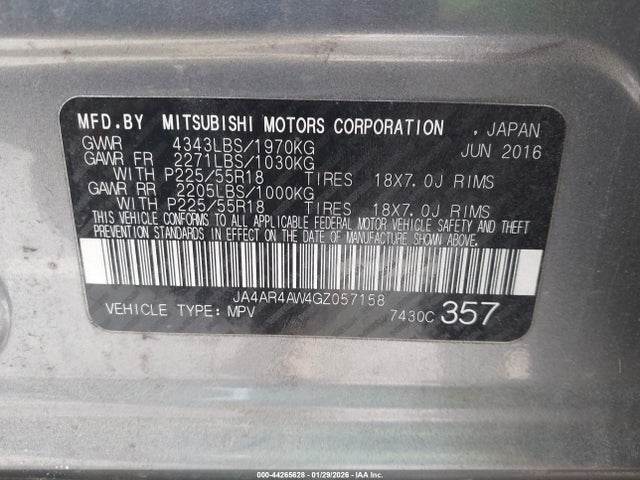 MFD.BY MITSUBISHI MOTORS CORPORATION . JAPAN
GVWR 4343LBS/1970KG JUN 2016
GAWR FR 2271LBS/1030KG
WITH P225/55R18 TIRES 18X7.0J RIMS
GAWR RR 2205LBS/1000KG
WITH P225/55R18 TIRES 18X7.0J RIMS
THIS VEHICLE CONFORMS TO ALL APPLICABLE FEDERAL MOTOR VEHICLE SAFETY AND THEFT
PREVENTION STANDARDS IN EFFECT ON THE DATE OF MANUFACTURE SHOWN ABOVE.
JA4AR4AW4GZ057158
VEHICLE TYPE: MPV 7430C 357
000-44265628 - 01/29/2026 - IAA Inc.